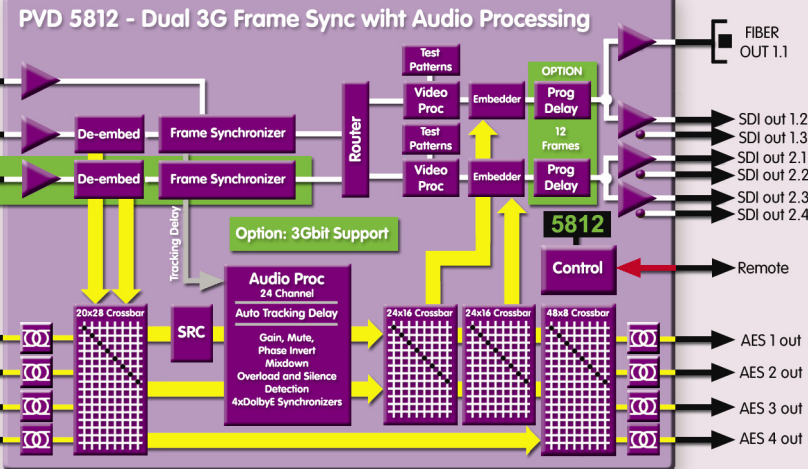 PVD 5812 - Dual 3G Frame Sync wiht Audio Processing
FIBER
OUT 1.1
Test
Patterns
OPTION
Video
Proc
Embedder
Prog
Delay
De-embed
Frame Synchronizer
Router
Test
Patterns
12
Frames
SDI out 1.2
SDI out 1.3
SDI out 2.1
De-embed
Frame Synchronizer
Video
Proc
Embedder
Prog
Delay
SDI out 2.2
SDI out 2.3
SDI out 2.4
Tracking Delay
Option: 3Gbit Support
5812
Control
Remote
Audio Proc
24 Channel
Auto Tracking Delay
Gain, Mute,
Phase Invert
Mixdown
Overload and Silence
Detection
4xDolbyE Synchronizers
20x28 Crossbar
SRC
24x16 Crossbar
24x16 Crossbar
48x8 Crossbar
AES 1 out
AES 2 out
AES 3 out
AES 4 out